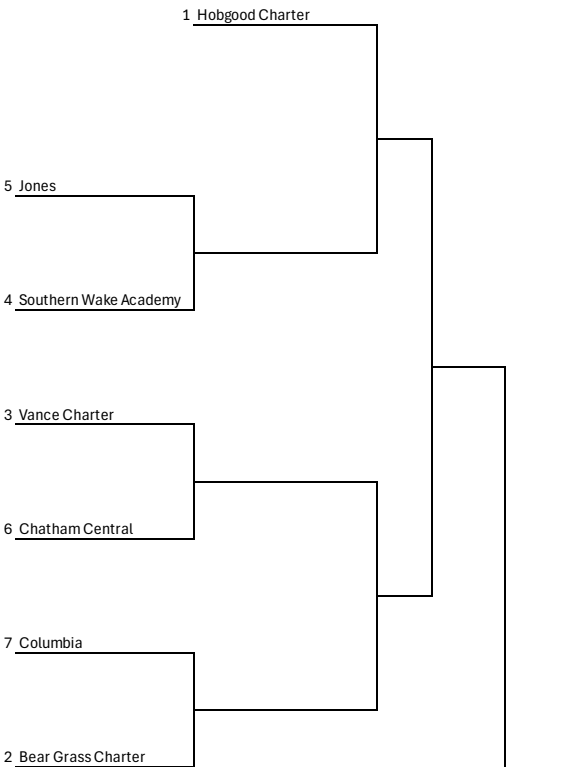 1 Hobgood Charter
5 Jones
4 Southern Wake Academy
3 Vance Charter
6 Chatham Central
7 Columbia
2 Bear Grass Charter